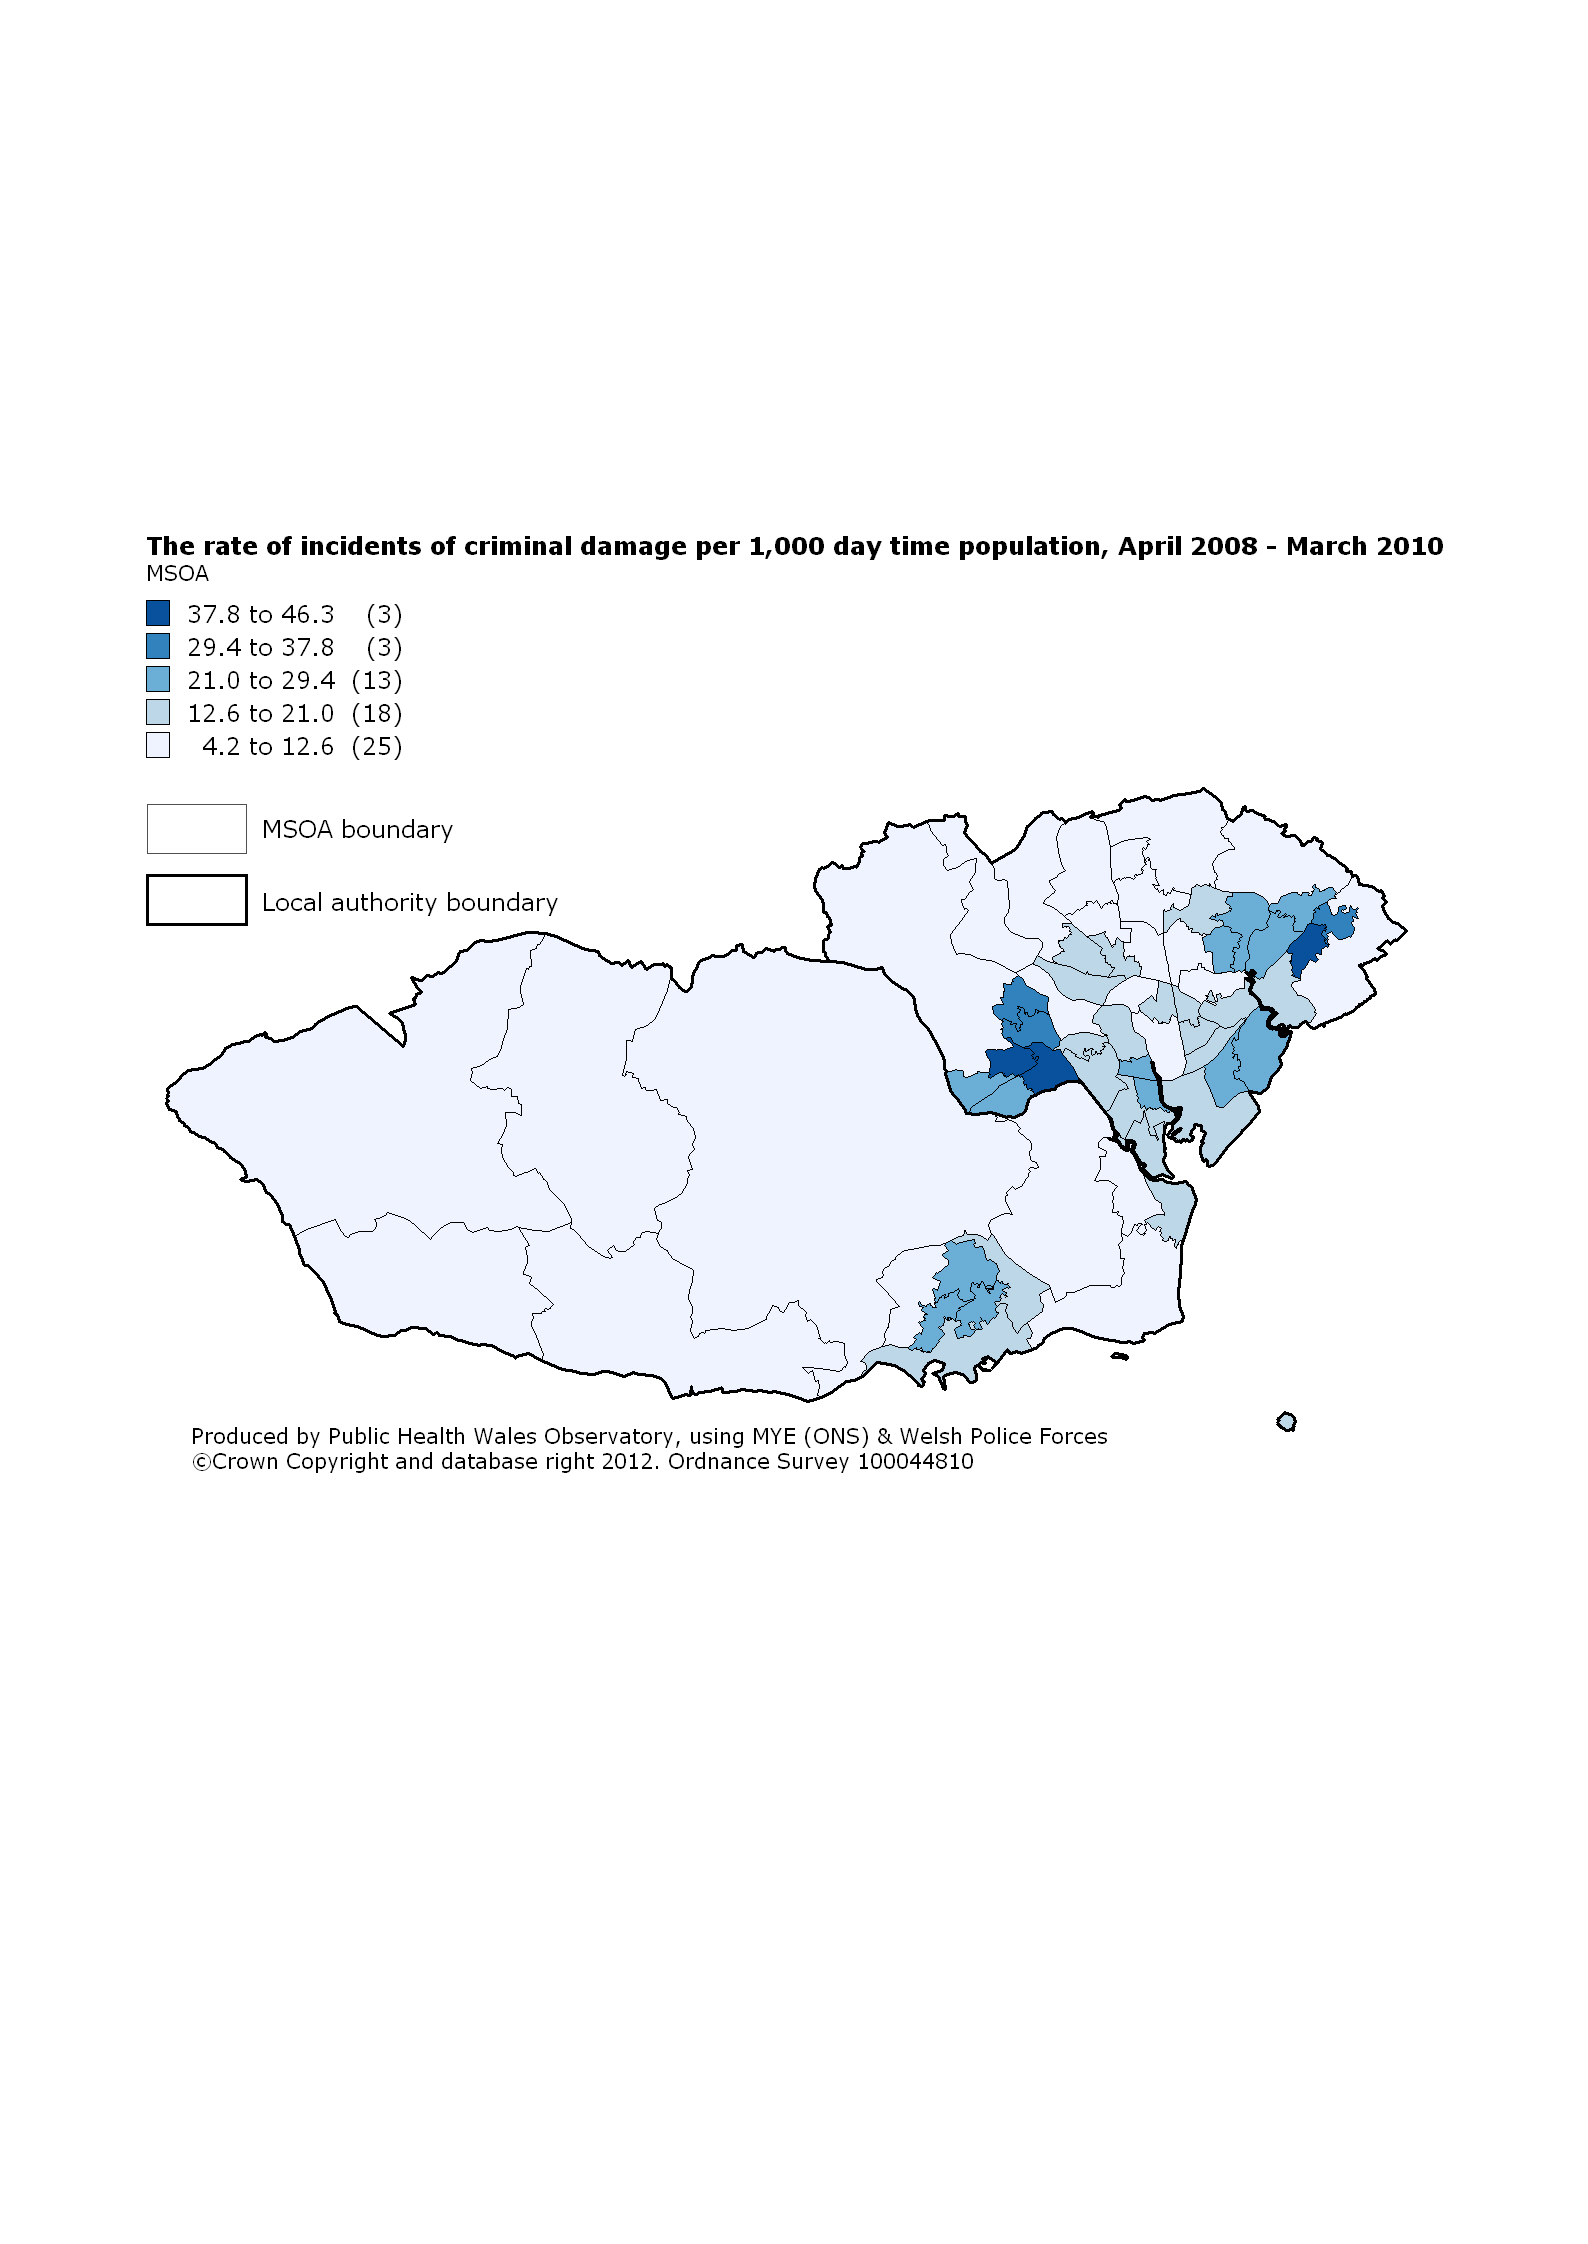 The rate of incidents of criminal damage per 1,000 day time population, April 2008 - March 2010
MSOA
37.8 to 46.3 (3)
29.4 to 37.8 (3)
21.0 to 29.4 (13)
12.6 to 21.0 (18)
4.2 to 12.6 (25)
MSOA boundary
Local authority boundary
Produced by Public Health Wales Observatory, using MYE (ONS) & Welsh Police Forces
©Crown Copyright and database right 2012. Ordnance Survey 100044810